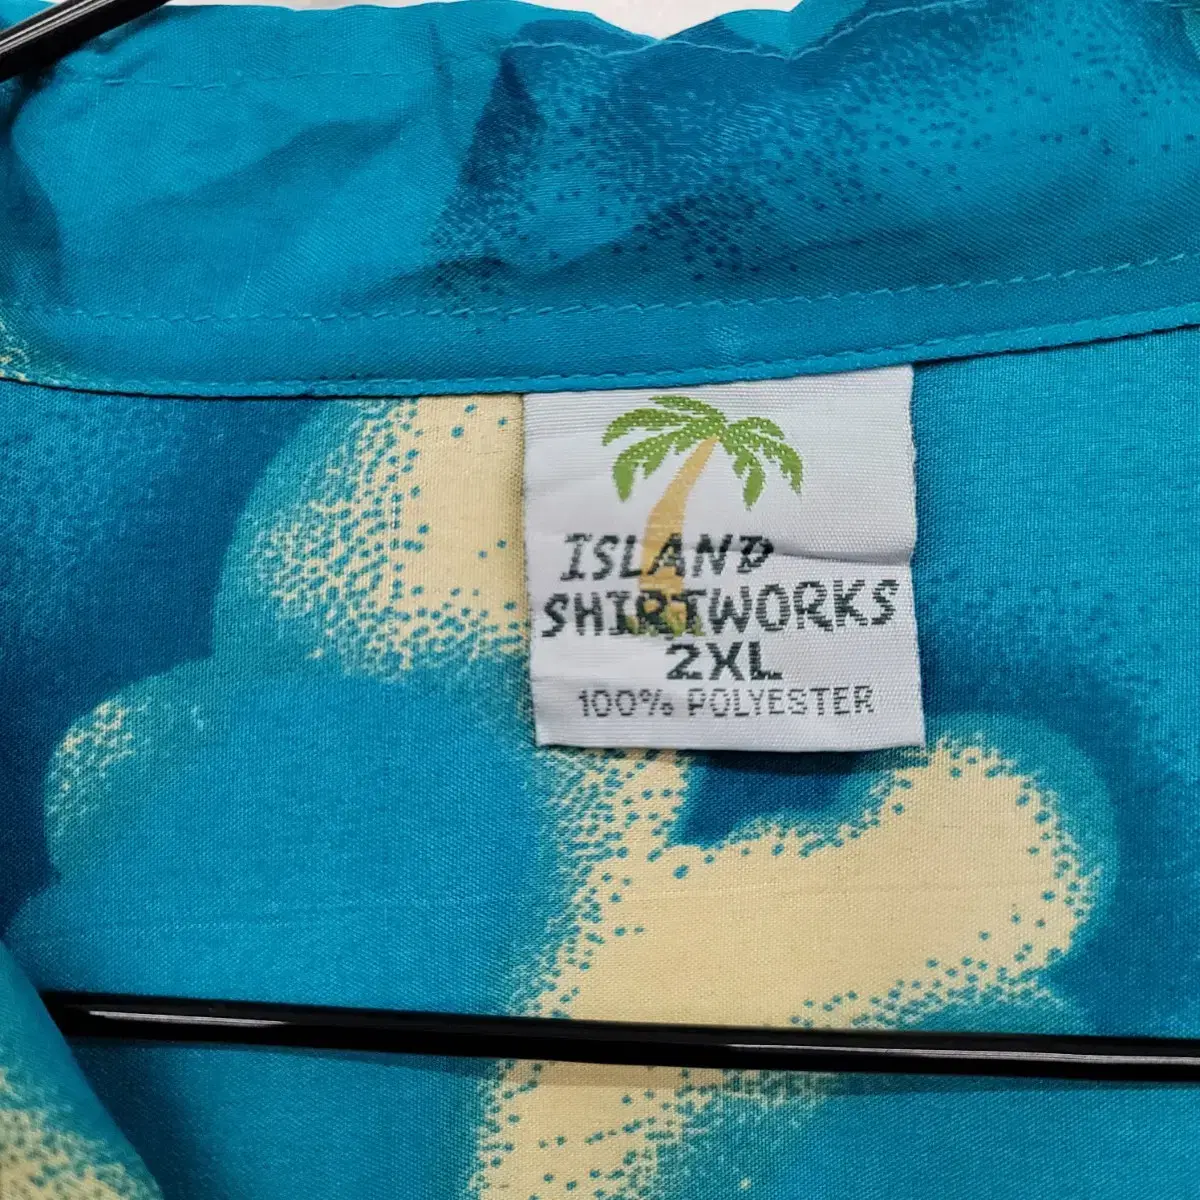 ISLAND
SHIRTWORKS
2XL
100% POLYESTER